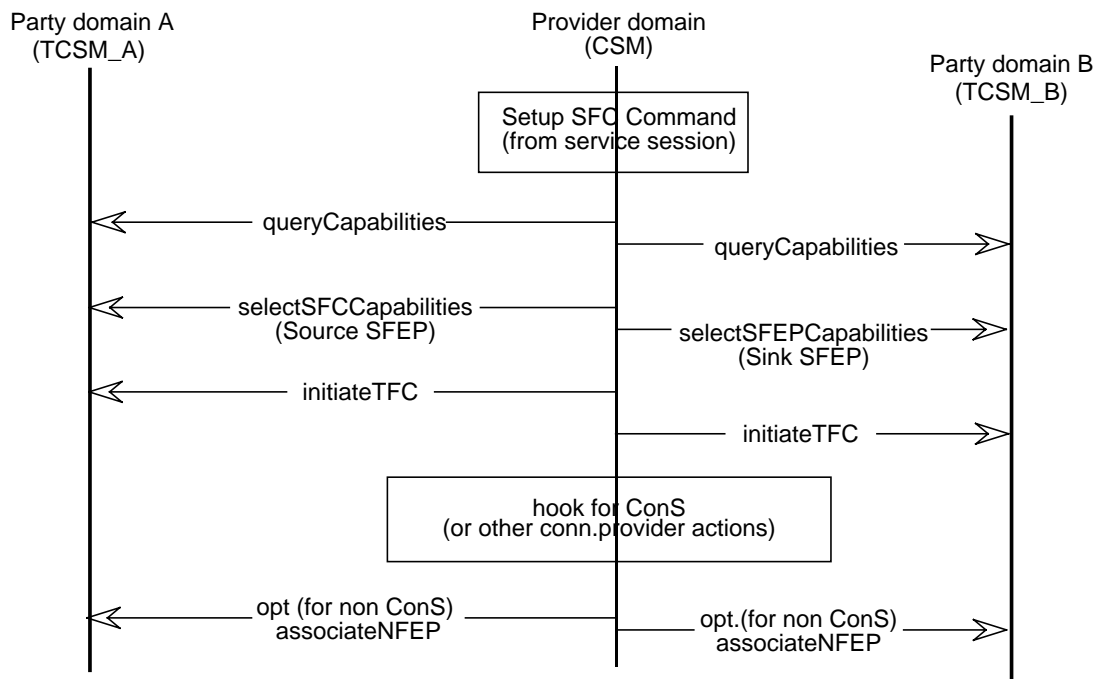 Party domain A
(TCSM_A)
Provider domain
(CSM)
Party domain B
(TCSM_B)
Setup SFC Command
(from service session)
queryCapabilities
queryCapabilities
selectSFCCapabilities
(Source SFEP)
selectSFEPCapabilities
(Sink SFEP)
initiateTFC
initiateTFC
hook for ConS
(or other conn.provider actions)
opt (for non ConS)
associateNFEP
opt.(for non ConS)
associateNFEP